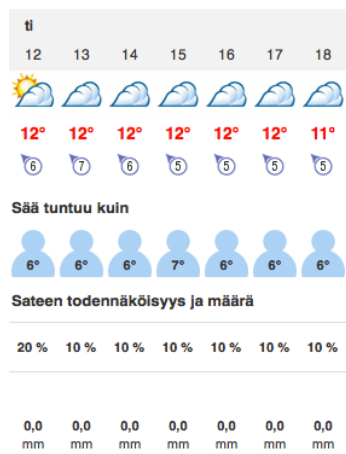 ti
12 13 14 15 16 17 18
12° 12° 12° 12° 12° 12° 11°
6 7 6 5 5 5 5
Sää tuntuu kuin
6° 6° 6° 7° 6° 6° 6°
Sateen todennäköisyys ja määrä
20 % 10 % 10 % 10 % 10 % 10 % 10 %
0,0 0,0 0,0 0,0 0,0 0,0 0,0
mm mm mm mm mm mm mm